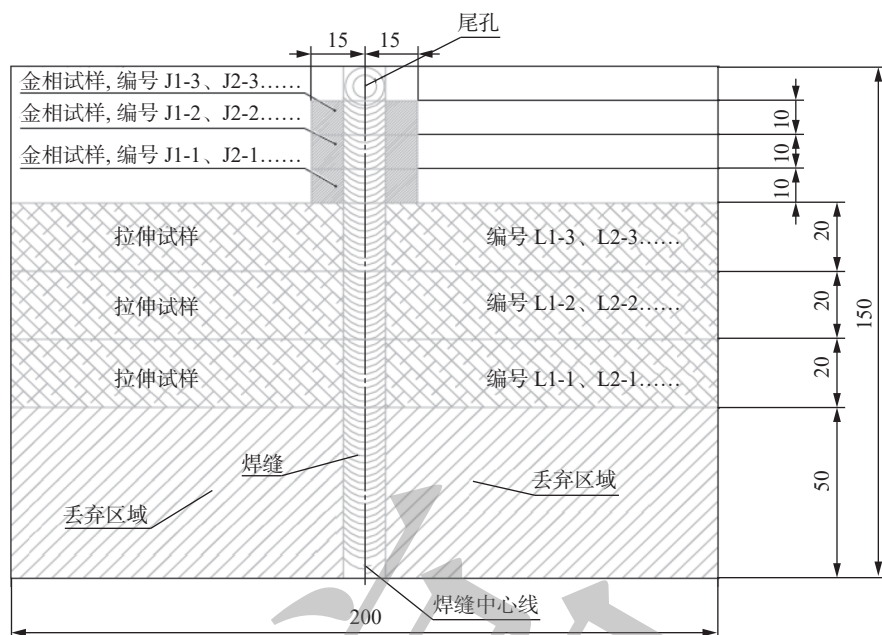 尾孔
15 15
金相试样, 编号 J1-3、J2-3……
金相试样, 编号 J1-2、J2-2……
金相试样, 编号 J1-1、J2-1……
10
10
10
拉伸试样 编号 L1-3、L2-3……
20
拉伸试样 编号 L1-2、L2-2……
20
150
拉伸试样 编号 L1-1、L2-1……
20
焊缝
丢弃区域
丢弃区域
50
焊缝中心线
200